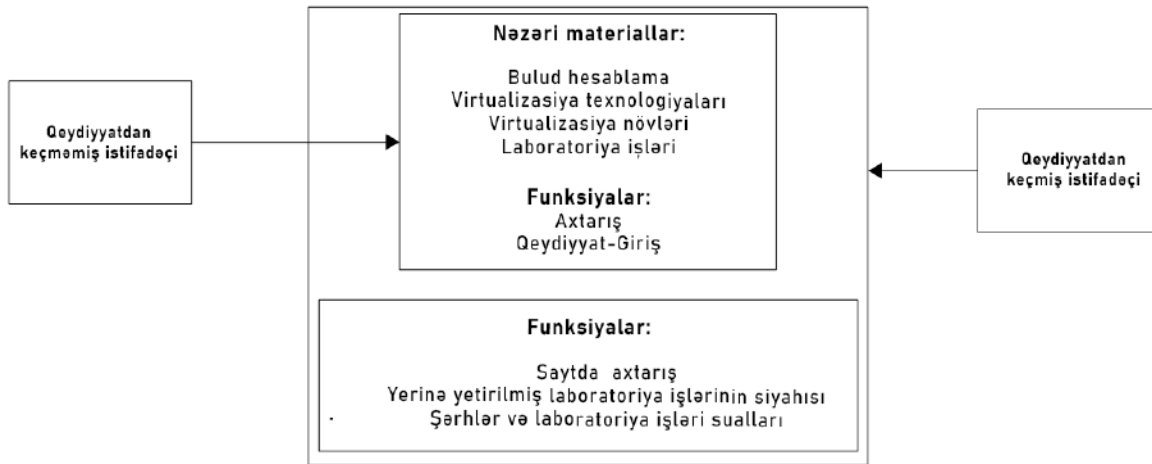 Qeydiyyatdan
keçməmiş istifadəçi
Nəzəri materiallar:
Bulud hesablama
Virtualizasiya texnologiyaları
Virtualizasiya növləri
Laboratoriya işləri
Funksiyalar:
Axtarış
Qeydiyyat-Giriş
Qeydiyyatdan
keçmiş istifadəçi
Funksiyalar:
Saytda axtarış
Yerinə yetirilmiş laboratoriya işlərinin siyahısı
Şərhlər və laboratoriya işləri sualları